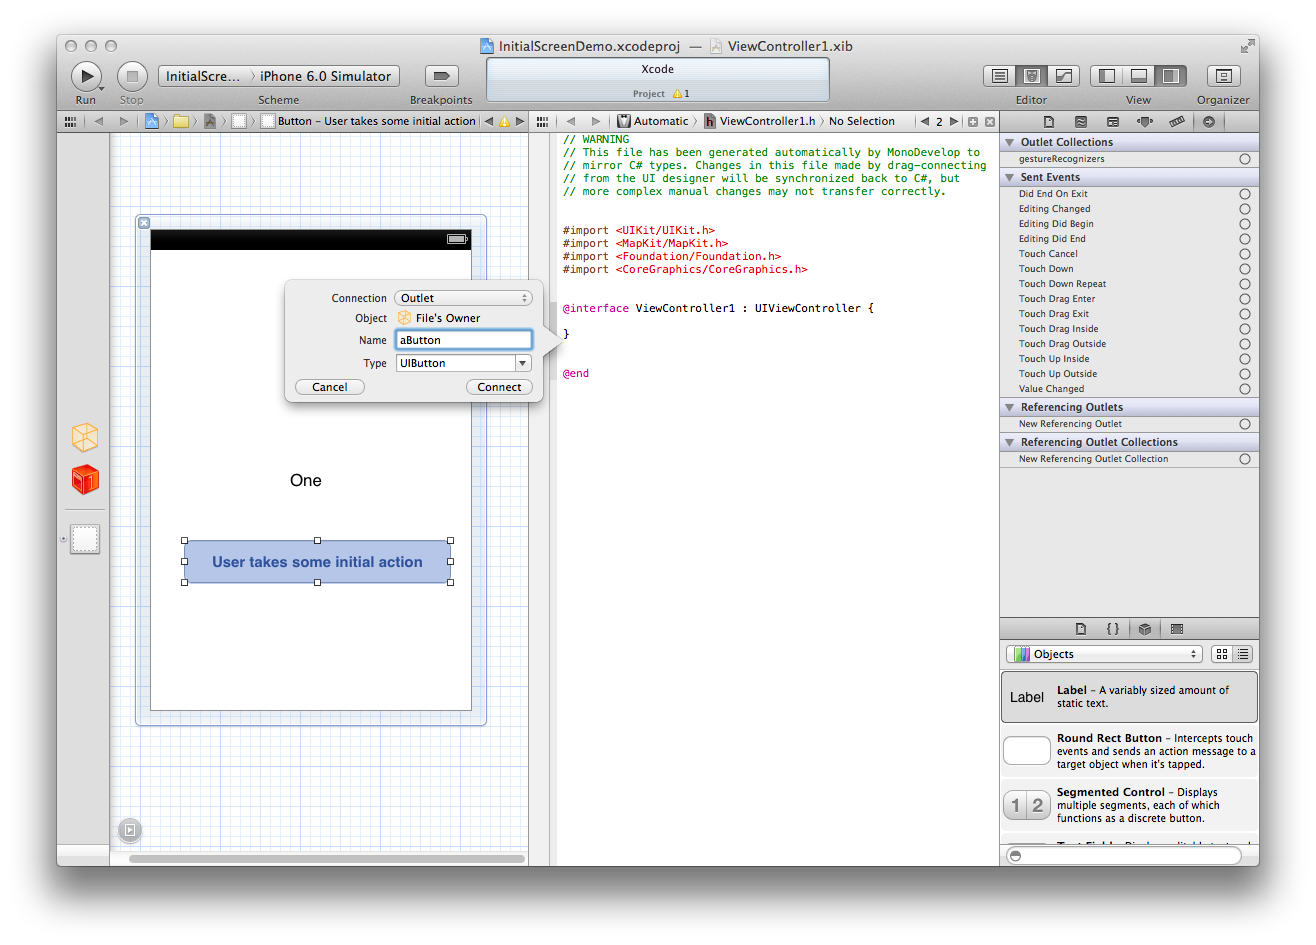 InitialScreenDemo.xcodeproj — ViewController1.xib
Run
Stop
InitialScre... iPhone 6.0 Simulator
Scheme
Breakpoints
Xcode
Project 1
Editor
View
Organizer
Button – User takes some initial action
Automatic ViewController1.h No Selection
2
// WARNING
// This file has been generated automatically by MonoDevelop to
// mirror C# types. Changes in this file made by drag-connecting
// from the UI designer will be synchronized back to C#, but
// more complex manual changes may not transfer correctly.
#import <UIKit/UIKit.h>
#import <MapKit/MapKit.h>
#import <Foundation/Foundation.h>
#import <CoreGraphics/CoreGraphics.h>
@interface ViewController1 : UIViewController {
}
@end
Connection Outlet
Object File's Owner
Name aButton
Type UIButton
Cancel Connect
One
User takes some initial action
Outlet Collections
gestureRecognizers
Sent Events
Did End On Exit
Editing Changed
Editing Did Begin
Editing Did End
Touch Cancel
Touch Down
Touch Down Repeat
Touch Drag Enter
Touch Drag Exit
Touch Drag Inside
Touch Drag Outside
Touch Up Inside
Touch Up Outside
Value Changed
Referencing Outlets
New Referencing Outlet
Referencing Outlet Collections
New Referencing Outlet Collection
{ }
Objects
Label
Label – A variably sized amount of
static text.
Round Rect Button – Intercepts touch
events and sends an action message to a
target object when it's tapped.
1 2
Segmented Control – Displays
multiple segments, each of which
functions as a discrete button.